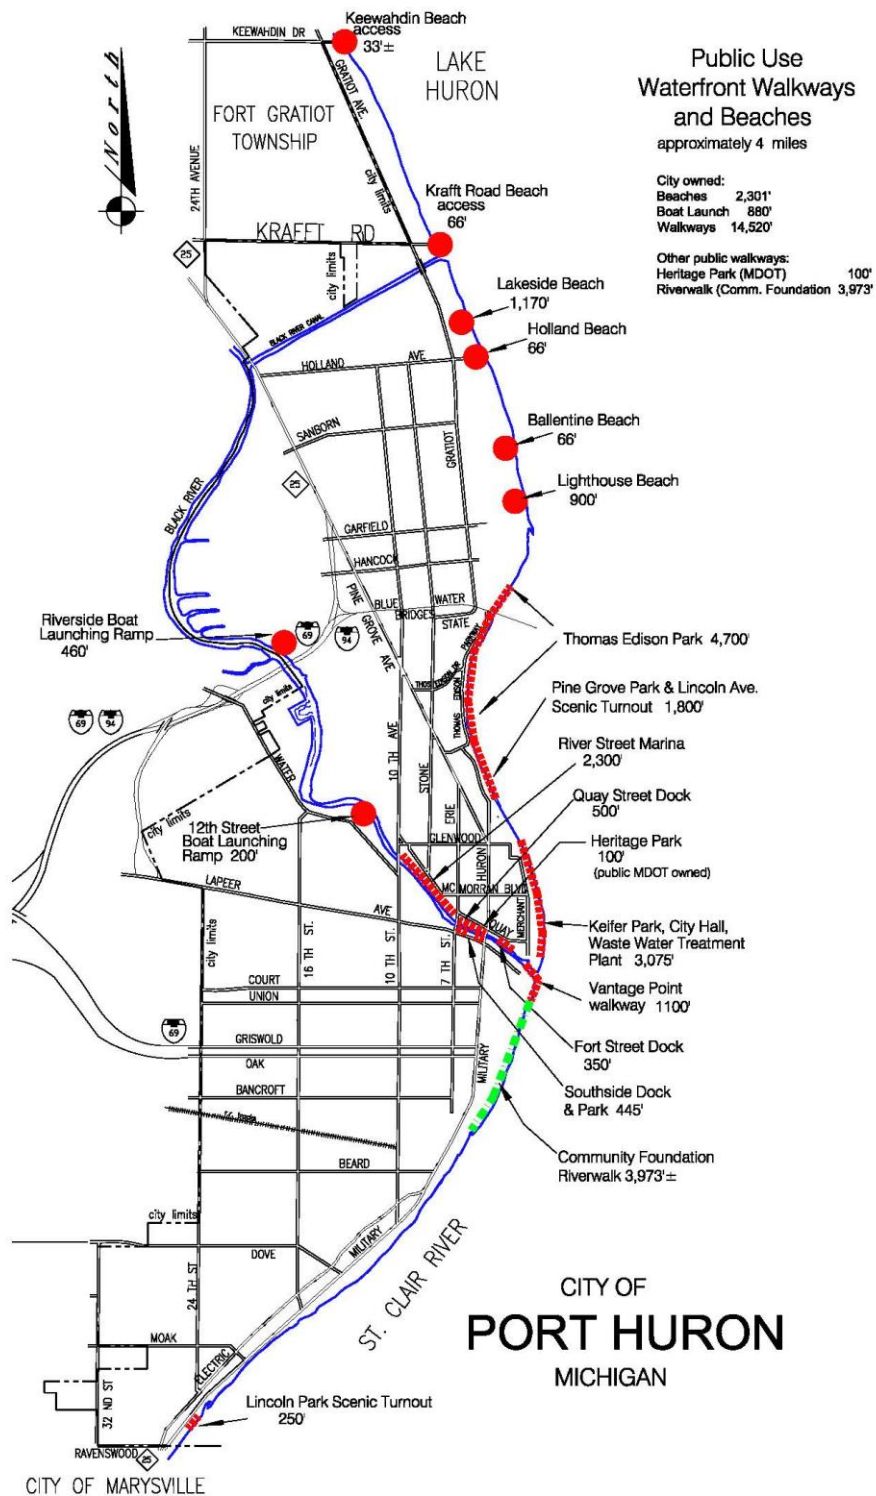 Keewahdin Beach
access
33'±
KEEWAHDIN DR
LAKE
HURON
Public Use
Waterfront Walkways
and Beaches
approximately 4 miles
City owned:
Beaches 2,301'
Boat Launch 880'
Walkways 14,520'
Other public walkways:
Heritage Park (MDOT) 100'
Riverwalk (Comm. Foundation 3,973'
North
GRATIOT AVE.
FORT GRATIOT
TOWNSHIP
24TH AVENUE
city limits
Krafft Road Beach
access
66'
KRAFFT RD
25
city limits
city limits
BLACK RIVER CANAL
Lakeside Beach
1,170'
Holland Beach
66'
HOLLAND AVE
SANBORN
GRATIOT
25
Ballentine Beach
66'
Lighthouse Beach
900'
BLACK RIVER
GARFIELD
HANCOCK
PINE GROVE AVE
BLUE WATER
BRIDGES
STATE
PARKWAY
Riverside Boat
Launching Ramp
460'
69
94
Thomas Edison Park 4,700'
THOS EDISON DR
THOMAS EDISON
city limits
Pine Grove Park & Lincoln Ave.
Scenic Turnout 1,800'
69 94
WATER
10 TH AVE
STONE
River Street Marina
2,300'
Quay Street Dock
500'
ERIE
city limits
12th Street
Boat Launching
Ramp 200'
GLENWOOD
HURON
Heritage Park
100'
(public MDOT owned)
LAPEER AVE
MC MORRAN BLVD
MERCHANT
QUAY
Keifer Park, City Hall,
Waste Water Treatment
Plant 3,075'
city limits
16 TH ST.
10 TH ST.
7 TH ST.
COURT
UNION
Vantage Point
walkway 1100'
69
GRISWOLD
OAK
MILITARY
Fort Street Dock
350'
BANCROFT
Southside Dock
& Park 445'
Community Foundation
Riverwalk 3,973'±
BEARD
city limits
MILITARY
DOVE
ST. CLAIR RIVER
24 TH ST
CITY OF
PORT HURON
MICHIGAN
MOAK
ELECTRIC
32 ND ST
Lincoln Park Scenic Turnout
250'
RAVENSWOOD
25
CITY OF MARYSVILLE